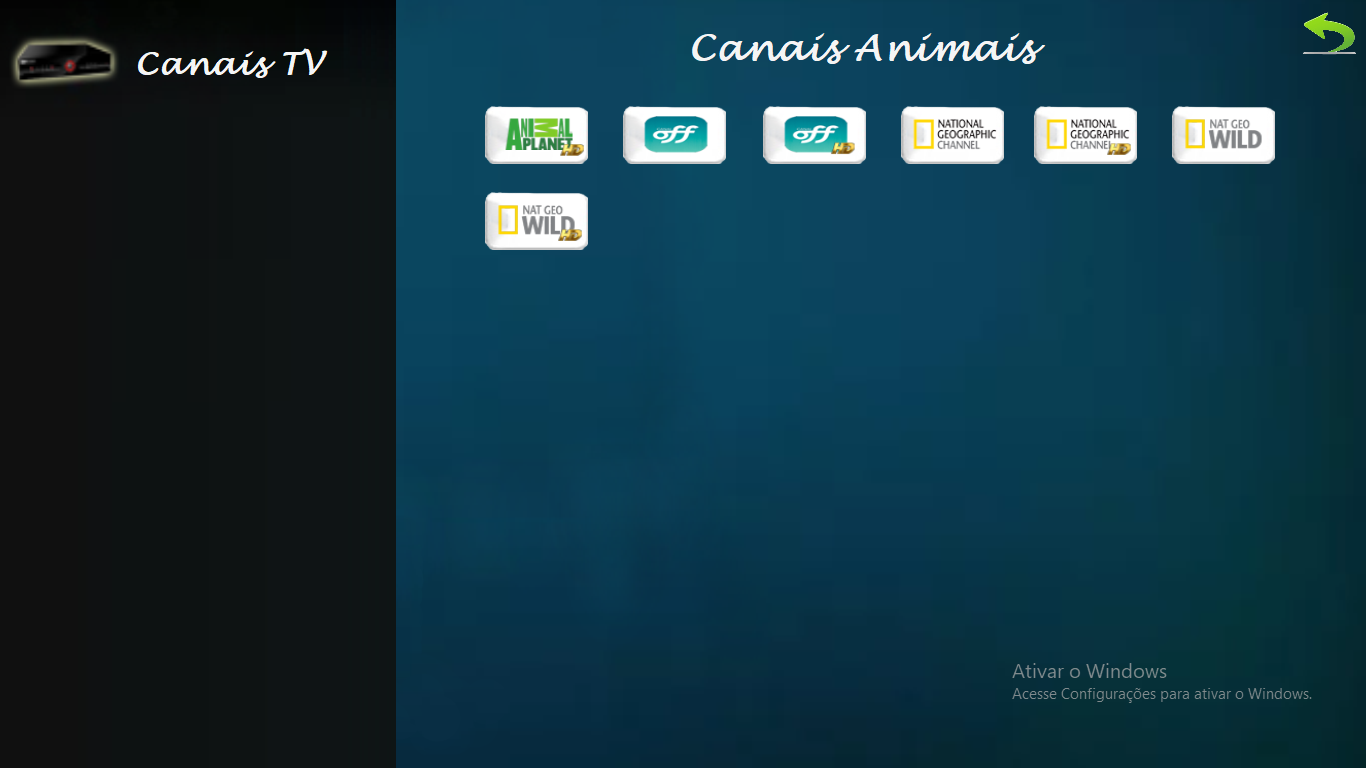 Canais TV
Canais Animais
ANIMAL
PLANET HD
off
off HD
NATIONAL
GEOGRAPHIC
CHANNEL
NATIONAL
GEOGRAPHIC
CHANNEL HD
NAT GEO
WILD
NAT GEO
WILD HD
Ativar o Windows
Acesse Configurações para ativar o Windows.